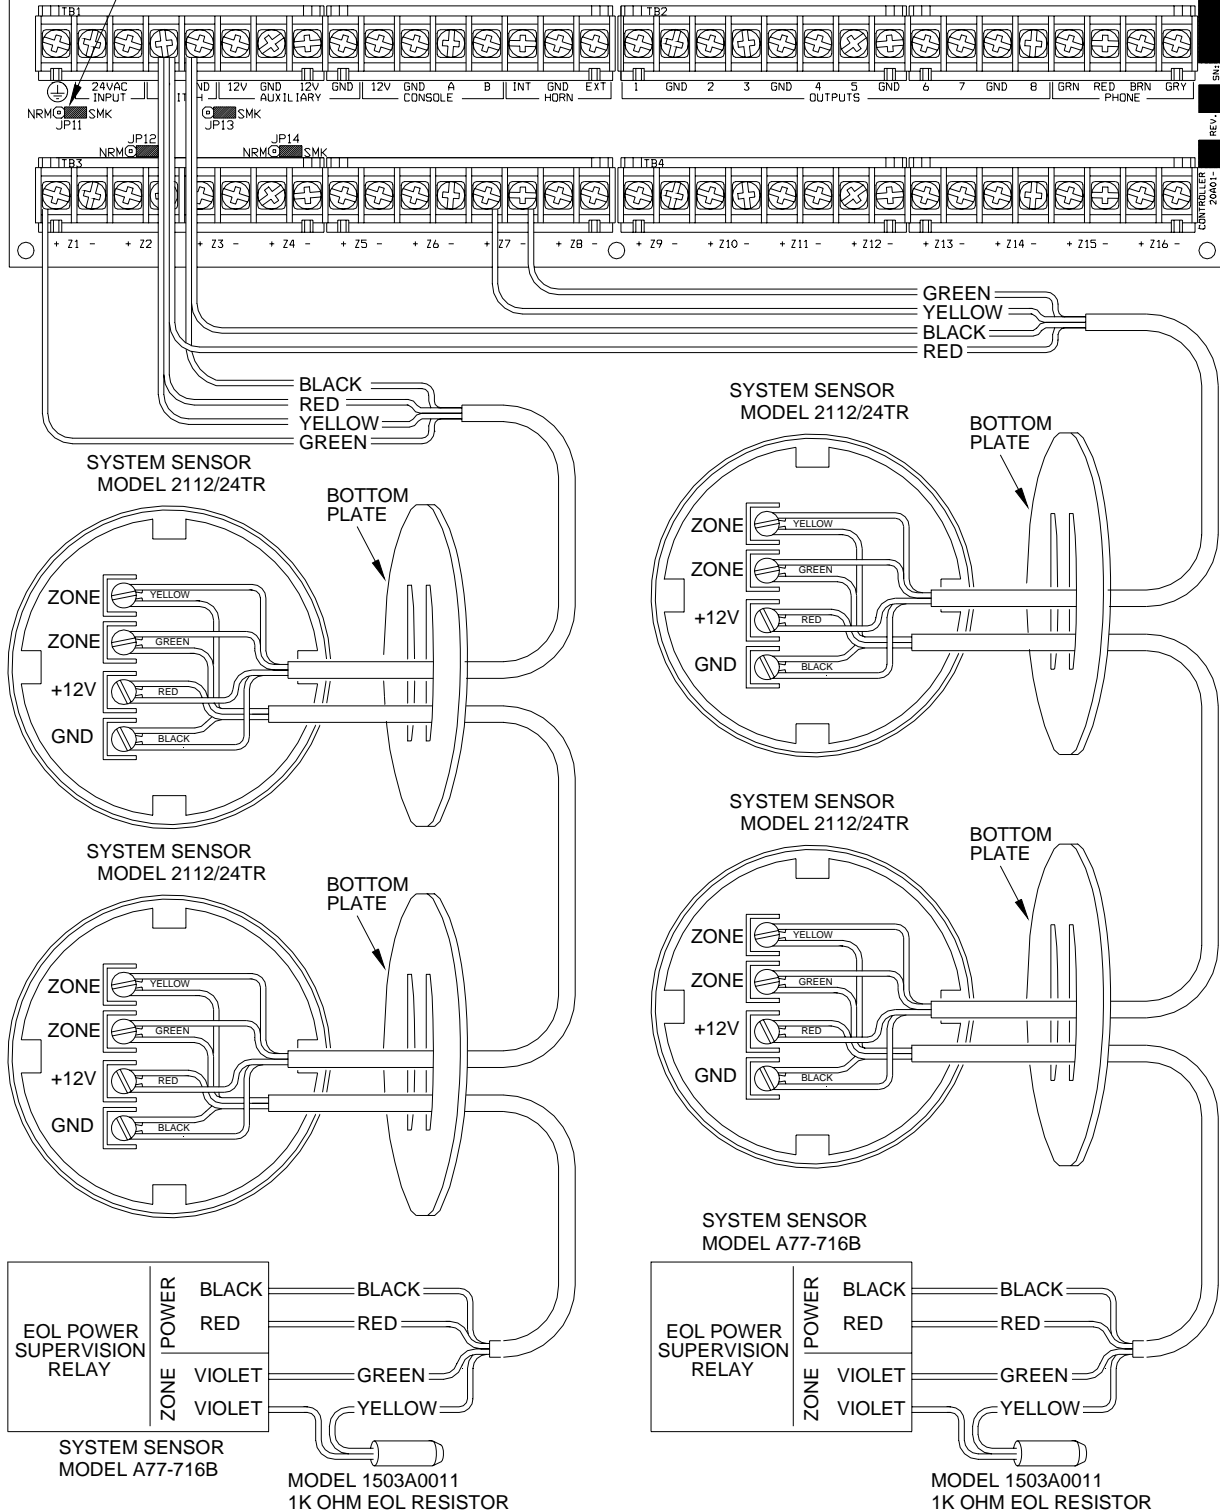 TB1
TB2
24VAC ND 12V GND 12V GND 12V GND A B INT GND EXT 1 GND 2 3 GND 4 5 GND 6 7 GND 8 GRN RED BRN GRY
INPUT AUXILIARY CONSOLE HORN OUTPUTS PHONE
SN:
REV.
NRM SMK
JP11
SMK
JP13
JP12
NRM
JP14
NRM SMK
TB3
TB4
CONTROLLER
20A01-
+ Z1 - + Z2 + Z3 - + Z4 - + Z5 - + Z6 - + Z7 - + Z8 - + Z9 - + Z10 - + Z11 - + Z12 - + Z13 - + Z14 - + Z15 - + Z16 -
GREEN
YELLOW
BLACK
RED
BLACK
RED
YELLOW
GREEN
SYSTEM SENSOR
MODEL 2112/24TR
BOTTOM
PLATE
ZONE YELLOW
ZONE GREEN
+12V RED
GND BLACK
SYSTEM SENSOR
MODEL 2112/24TR
BOTTOM
PLATE
ZONE YELLOW
ZONE GREEN
+12V RED
GND BLACK
SYSTEM SENSOR
MODEL 2112/24TR
BOTTOM
PLATE
ZONE YELLOW
ZONE GREEN
+12V RED
GND BLACK
SYSTEM SENSOR
MODEL 2112/24TR
BOTTOM
PLATE
ZONE YELLOW
ZONE GREEN
+12V RED
GND BLACK
EOL POWER
SUPERVISION
RELAY
POWER
ZONE
BLACK BLACK
RED RED
VIOLET GREEN
VIOLET YELLOW
SYSTEM SENSOR
MODEL A77-716B
MODEL 1503A0011
1K OHM EOL RESISTOR
SYSTEM SENSOR
MODEL A77-716B
EOL POWER
SUPERVISION
RELAY
POWER
ZONE
BLACK BLACK
RED RED
VIOLET GREEN
VIOLET YELLOW
MODEL 1503A0011
1K OHM EOL RESISTOR